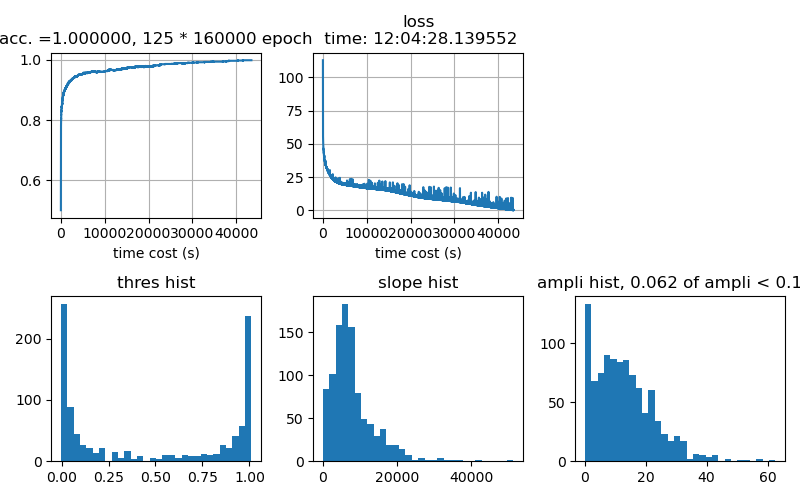 loss
acc. =1.000000, 125 * 160000 epoch time: 12:04:28.139552
1.0
0.8
0.6
0 10000 20000 30000 40000
time cost (s)
100
75
50
25
0
0 10000 20000 30000 40000
time cost (s)
thres hist
200
100
0
0.00 0.25 0.50 0.75 1.00
slope hist
150
100
50
0
0 20000 40000
ampli hist, 0.062 of ampli < 0.1
100
50
0
0 20 40 60